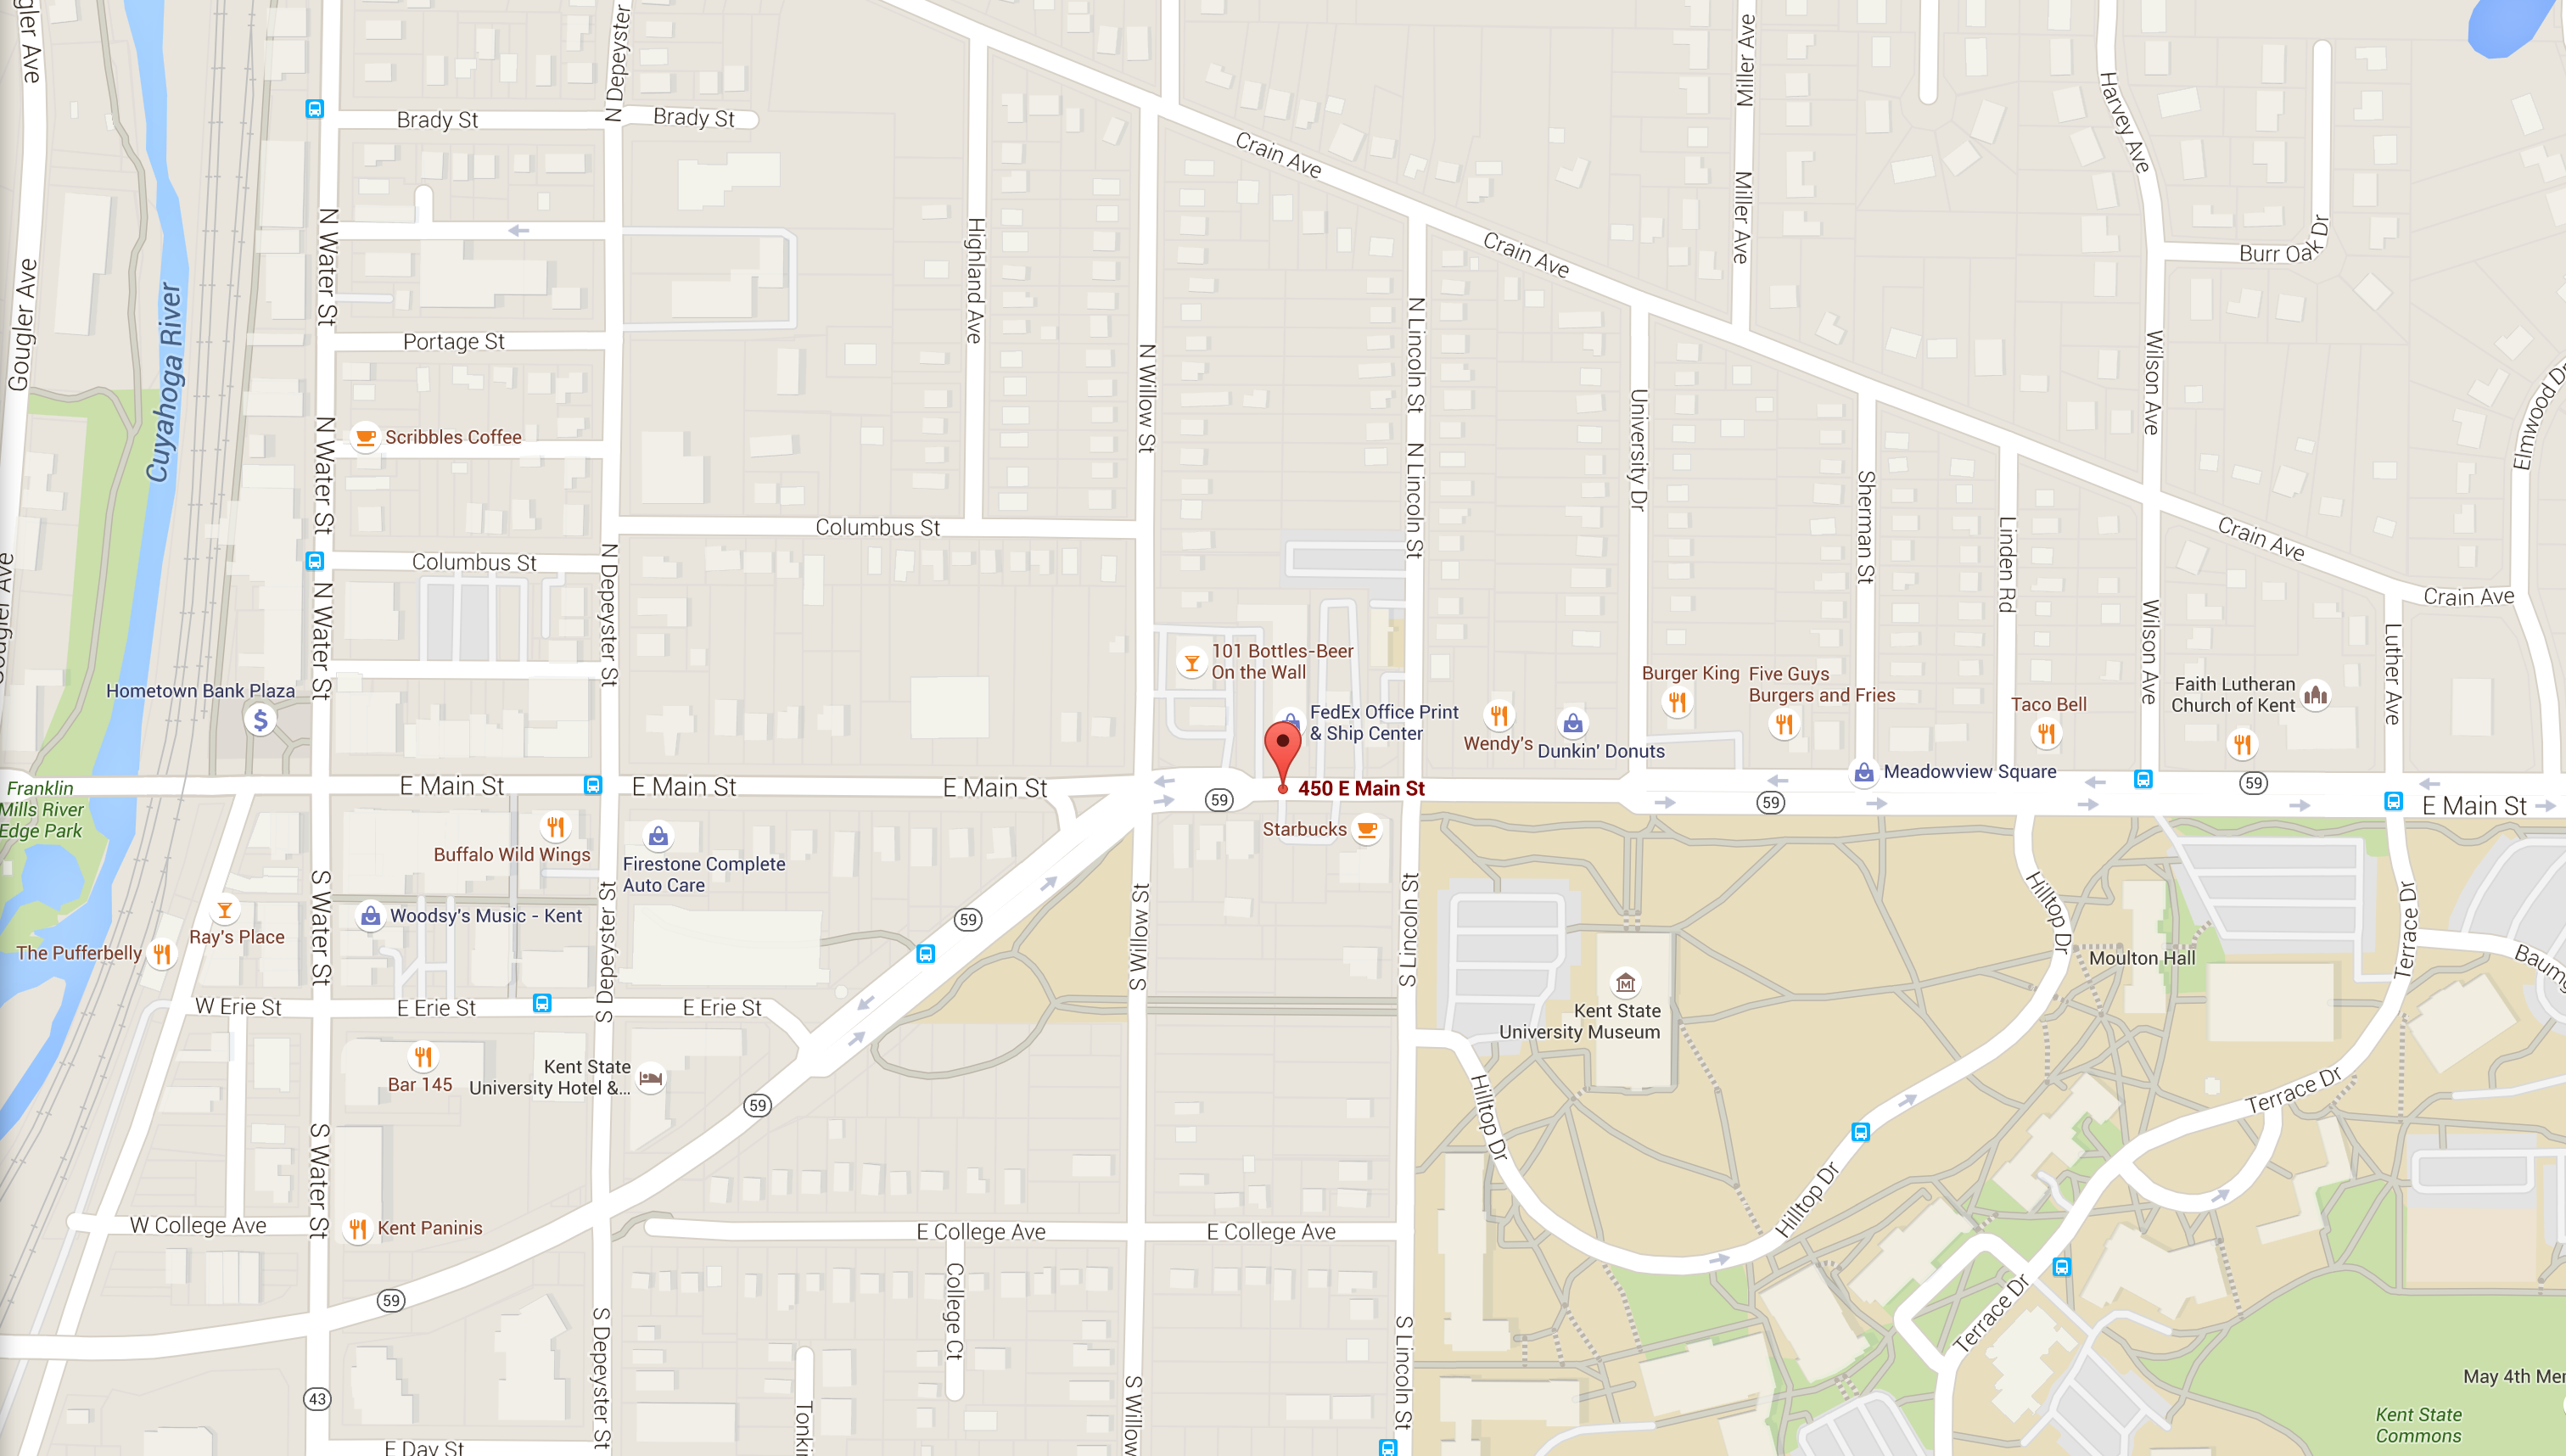 Gougler Ave
N Depeyster
Miller Ave
Harvey Ave
Brady St
Brady St
Crain Ave
Miller Ave
N Water St
Highland Ave
Crain Ave
Burr Oak Dr
Gougler Ave
Cuyahoga River
Portage St
N Willow St
N Lincoln St
Wilson Ave
University Dr
Elmwood Dr
Scribbles Coffee
N Water St
N Lincoln St
Sherman St
Linden Rd
Columbus St
Crain Ave
Columbus St
N Depeyster St
Crain Ave
N Water St
Wilson Ave
Luther Ave
101 Bottles-Beer
On the Wall
Burger King
Five Guys
Burgers and Fries
Faith Lutheran
Church of Kent
Hometown Bank Plaza
Taco Bell
FedEx Office Print
& Ship Center
Wendy's
Dunkin' Donuts
Meadowview Square
E Main St
E Main St
E Main St
450 E Main St
59
59
59
E Main St
Franklin
Mills River
Edge Park
Starbucks
Buffalo Wild Wings
Firestone Complete
Auto Care
S Water St
S Depeyster St
59
S Willow St
S Lincoln St
Hilltop Dr
Terrace Dr
Woodsy's Music - Kent
Ray's Place
The Pufferbelly
Moulton Hall
W Erie St
E Erie St
E Erie St
Kent State
University Museum
Bar 145
Kent State
University Hotel &...
59
Hilltop Dr
Terrace Dr
S Water St
Hilltop Dr
W College Ave
Kent Paninis
E College Ave
E College Ave
College Ct
59
Terrace Dr
S Depeyster St
S Lincoln St
43
S Willow
May 4th Mem
Kent State
Commons
E Day St